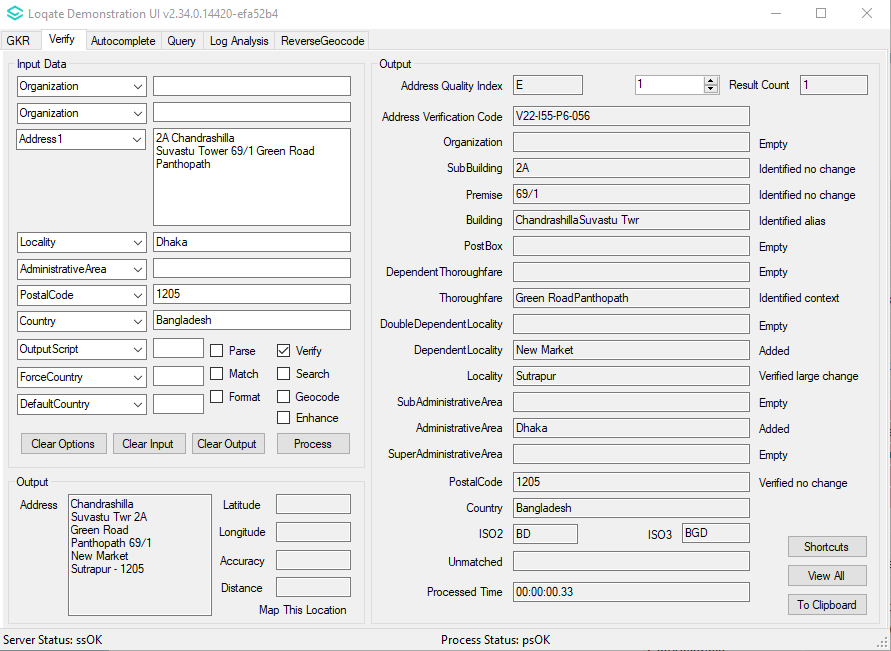 Loqate Demonstration UI v2.34.0.14420-efa52b4
GKR Verify Autocomplete Query Log Analysis ReverseGeocode
Input Data
Organization
Organization
Address1 2A Chandrashilla
Suvastu Tower 69/1 Green Road
Panthopath
Locality Dhaka
AdministrativeArea
PostalCode 1205
Country Bangladesh
OutputScript Parse Verify
ForceCountry Match Search
DefaultCountry Format Geocode
Enhance
Clear Options Clear Input Clear Output Process
Output
Address Chandrashilla
Suvastu Twr 2A
Green Road
Panthopath 69/1
New Market
Sutrapur - 1205
Latitude
Longitude
Accuracy
Distance
Map This Location
Output
Address Quality Index E 1 Result Count 1
Address Verification Code V22-I55-P6-056
Organization Empty
SubBuilding 2A Identified no change
Premise 69/1 Identified no change
Building ChandrashillaSuvastu Twr Identified alias
PostBox Empty
DependentThoroughfare Empty
Thoroughfare Green RoadPanthopath Identified context
DoubleDependentLocality Empty
DependentLocality New Market Added
Locality Sutrapur Verified large change
SubAdministrativeArea Empty
AdministrativeArea Dhaka Added
SuperAdministrativeArea Empty
PostalCode 1205 Verified no change
Country Bangladesh
ISO2 BD ISO3 BGD
Unmatched
Processed Time 00:00:00.33
Shortcuts
View All
To Clipboard
Server Status: ssOK Process Status: psOK